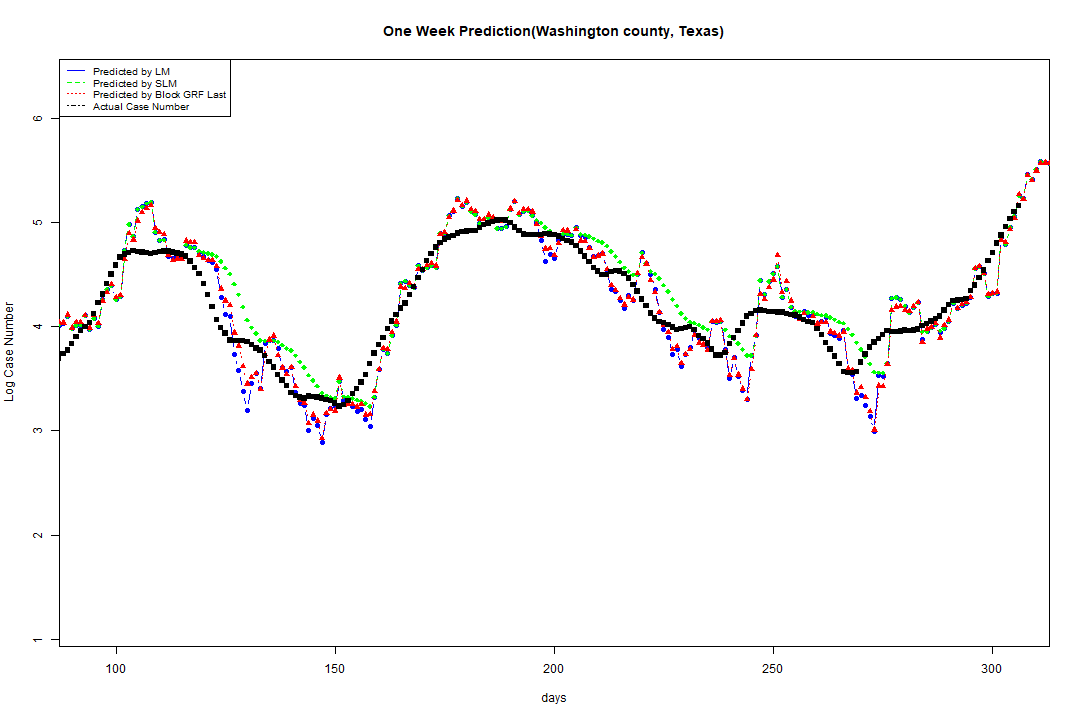 One Week Prediction(Washington county, Texas)
Predicted by LM
Predicted by SLM
Predicted by Block GRF Last
Actual Case Number
Log Case Number
6
5
4
3
2
1
100 150 200 250 300
days